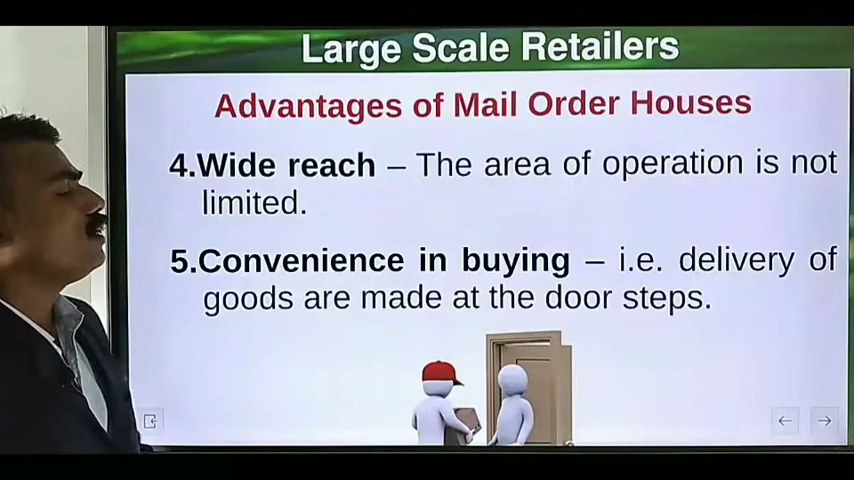 Large Scale Retailers
Advantages of Mail Order Houses
4.Wide reach – The area of operation is not
limited.
5.Convenience in buying – i.e. delivery of
goods are made at the door steps.